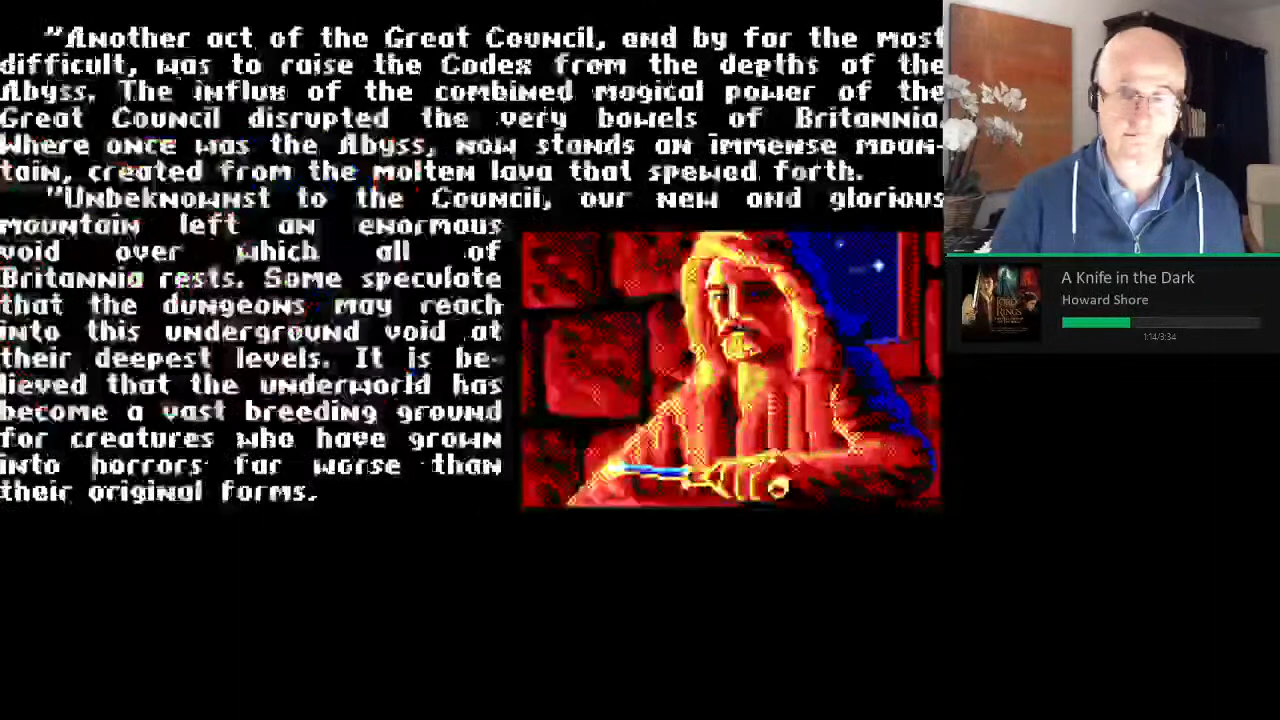 "Another act of the Great Council, and by far the most
difficult, was to raise the Codex from the depths of the
Abyss. The influx of the combined magical power of the
Great Council disrupted the very bowels of Britannia.
Where once was the Abyss, now stands an immense moun-
tain, created from the molten lava that spewed forth.
"Unbeknownst to the Council, our new and glorious
mountain left an enormous
void over which all of
Britannia rests. Some speculate
that the dungeons may reach
into this underground void at
their deepest levels. It is be-
lieved that the underworld has
become a vast breeding ground
for creatures who have grown
into horrors far worse than
their original forms.
A Knife in the Dark
Howard Shore
1:14/3:34